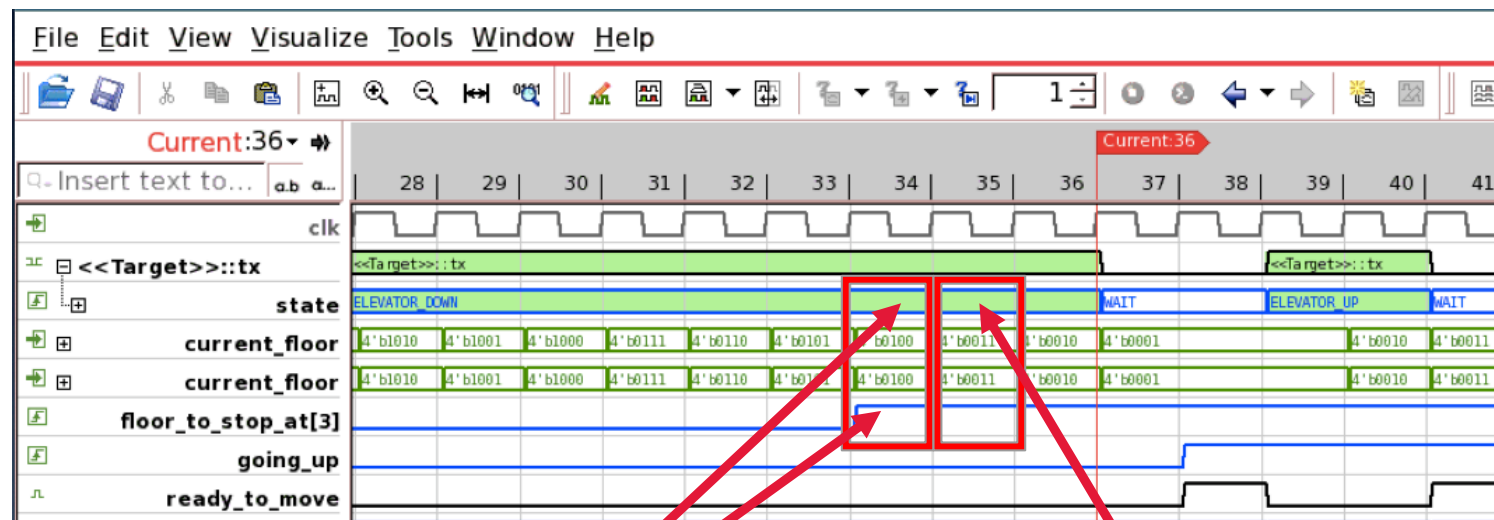 File Edit View Visualize Tools Window Help
1
Current:36
Current:36
Insert text to... a.b a...
28 29 30 31 32 33 34 35 36 37 38 39 40 41
clk
<<Target>>::tx <<Target>>::tx <<Target>>::tx
state ELEVATOR_DOWN WAIT ELEVATOR_UP WAIT
current_floor 4'b1010 4'b1001 4'b1000 4'b0111 4'b0110 4'b0101 b0100 4'b0011 4'b0010 4'b0001 4'b0010 4'b0011
current_floor 4'b1010 4'b1001 4'b1000 4'b0111 4'b0110 4'b0101 4'b0100 4'b0011 4'b0010 4'b0001 4'b0010 4'b0011
floor_to_stop_at[3]
going_up
ready_to_move